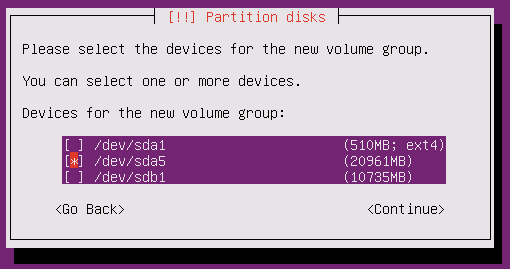 [!!] Partition disks
Please select the devices for the new volume group.
You can select one or more devices.
Devices for the new volume group:
[ ] /dev/sda1 (510MB; ext4)
[*] /dev/sda5 (20961MB)
[ ] /dev/sdb1 (10735MB)
<Go Back> <Continue>